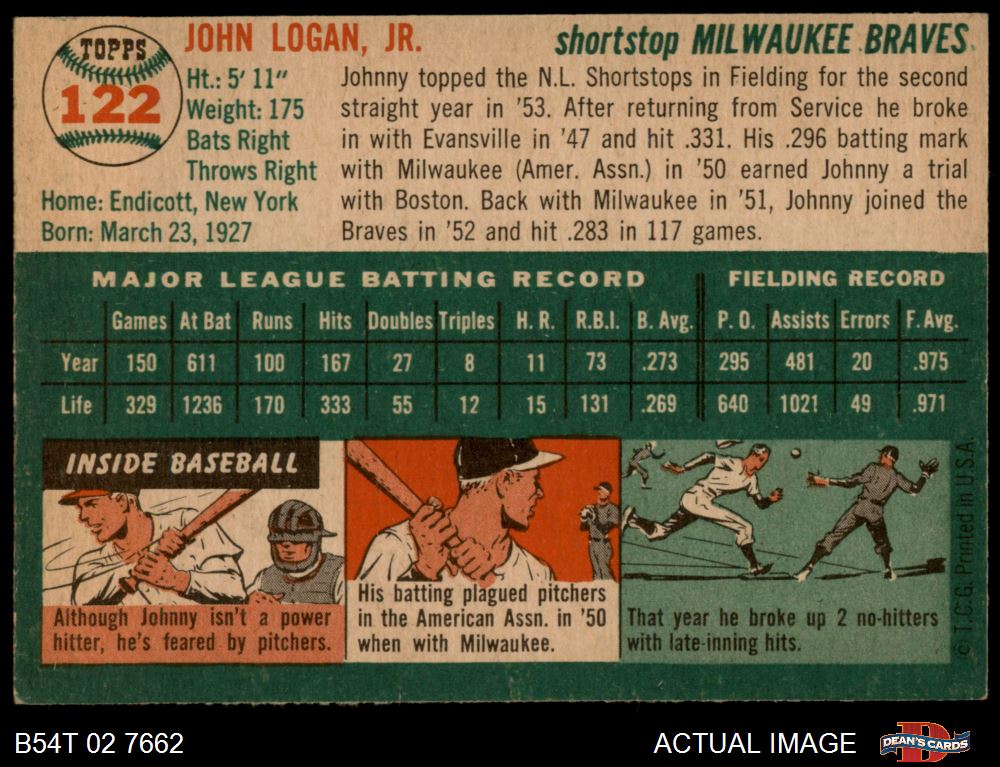 TOPPS
122
JOHN LOGAN, JR.
shortstop MILWAUKEE BRAVES
Ht.: 5' 11"
Weight: 175
Bats Right
Throws Right
Home: Endicott, New York
Born: March 23, 1927
Johnny topped the N.L. Shortstops in Fielding for the second
straight year in '53. After returning from Service he broke
in with Evansville in '47 and hit .331. His .296 batting mark
with Milwaukee (Amer. Assn.) in '50 earned Johnny a trial
with Boston. Back with Milwaukee in '51, Johnny joined the
Braves in '52 and hit .283 in 117 games.
MAJOR LEAGUE BATTING RECORD FIELDING RECORD
Games At Bat Runs Hits Doubles Triples H. R. R.B.I. B. Avg. P. O. Assists Errors F. Avg.
Year 150 611 100 167 27 8 11 73 .273 295 481 20 .975
Life 329 1236 170 333 55 12 15 131 .269 640 1021 49 .971
INSIDE BASEBALL
Although Johnny isn't a power
hitter, he's feared by pitchers.
His batting plagued pitchers
in the American Assn. in '50
when with Milwaukee.
That year he broke up 2 no-hitters
with late-inning hits.
© T.C.G. Printed in U.S.A.
B54T 02 7662
ACTUAL IMAGE
D
DEAN'S CARDS